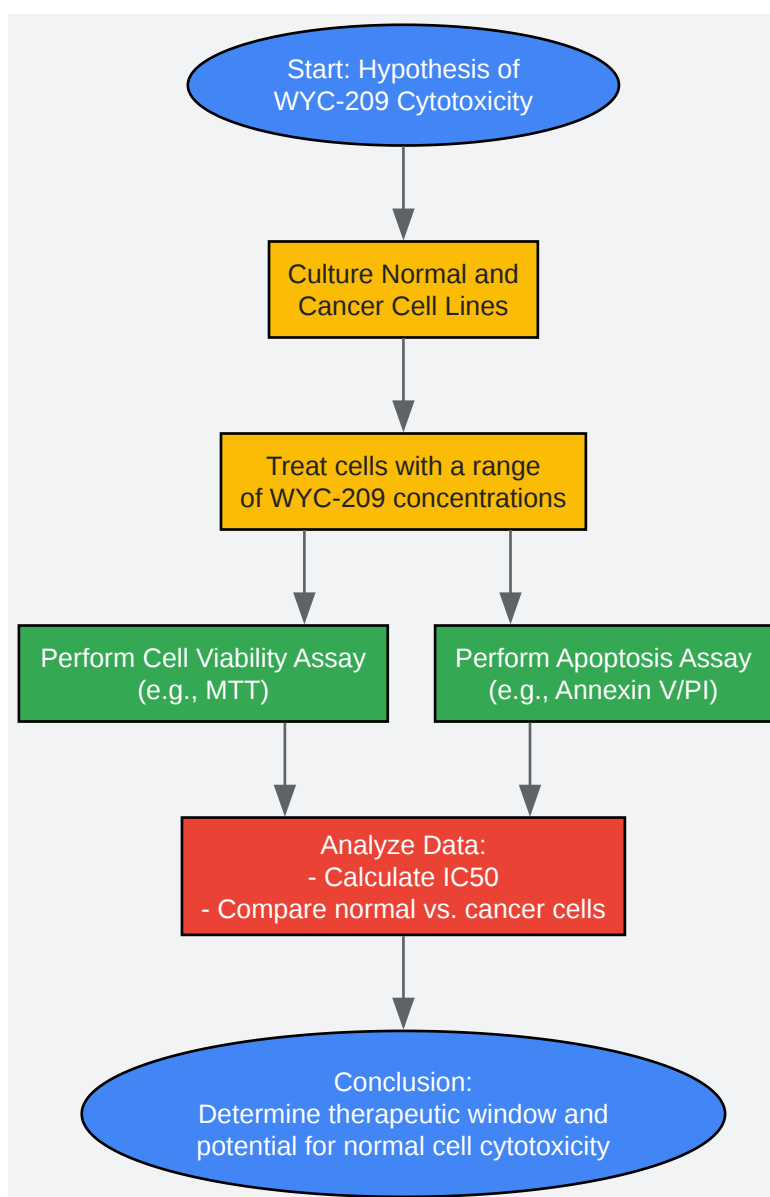 Start: Hypothesis of
WYC-209 Cytotoxicity
Culture Normal and
Cancer Cell Lines
Treat cells with a range
of WYC-209 concentrations
Perform Cell Viability Assay
(e.g., MTT)
Perform Apoptosis Assay
(e.g., Annexin V/PI)
Analyze Data:
- Calculate IC50
- Compare normal vs. cancer cells
Conclusion:
Determine therapeutic window and
potential for normal cell cytotoxicity